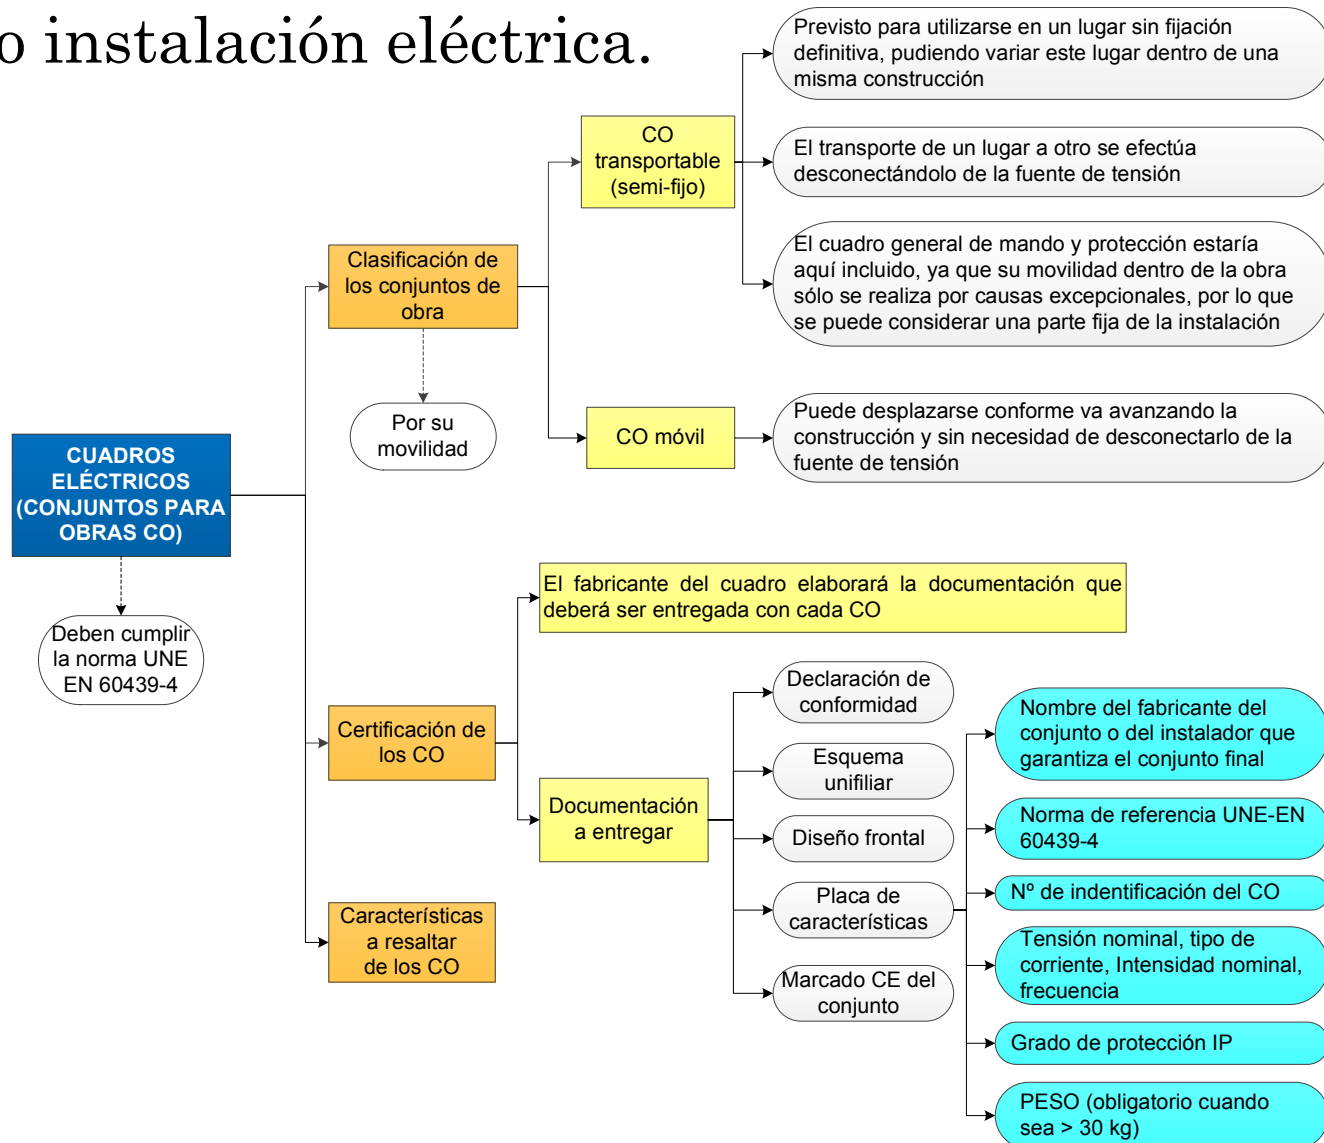 o instalación eléctrica.
Previsto para utilizarse en un lugar sin fijación
definitiva, pudiendo variar este lugar dentro de una
misma construcción
CO
transportable
(semi-fijo)
El transporte de un lugar a otro se efectúa
desconectándolo de la fuente de tensión
El cuadro general de mando y protección estaría
aquí incluido, ya que su movilidad dentro de la obra
sólo se realiza por causas excepcionales, por lo que
se puede considerar una parte fija de la instalación
Clasificación de
los conjuntos de
obra
Por su
movilidad
CO móvil
Puede desplazarse conforme va avanzando la
construcción y sin necesidad de desconectarlo de la
fuente de tensión
CUADROS
ELÉCTRICOS
(CONJUNTOS PARA
OBRAS CO)
Deben cumplir
la norma UNE
EN 60439-4
El fabricante del cuadro elaborará la documentación que
deberá ser entregada con cada CO
Certificación de
los CO
Documentación
a entregar
Declaración de
conformidad
Esquema
unifiliar
Diseño frontal
Placa de
características
Marcado CE del
conjunto
Nombre del fabricante del
conjunto o del instalador que
garantiza el conjunto final
Norma de referencia UNE-EN
60439-4
Nº de indentificación del CO
Tensión nominal, tipo de
corriente, Intensidad nominal,
frecuencia
Grado de protección IP
PESO (obligatorio cuando
sea > 30 kg)
Características
a resaltar
de los CO